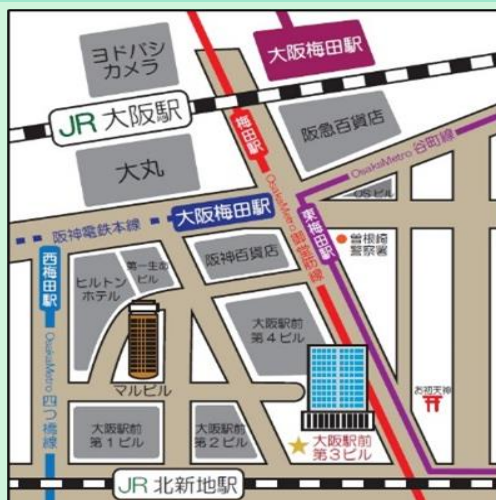 ヨドバシ
カメラ
大阪梅田駅
JR 大阪駅
梅田駅
阪急百貨店
大丸
OsakaMetro 谷町線
OSビル
阪神電鉄本線
大阪梅田駅
OsakaMetro 御堂筋線
東梅田駅
曽根崎
警察署
西梅田駅
ヒルトン
ホテル
第一生命
ビル
阪神百貨店
OsakaMetro 四つ橋線
マルビル
大阪駅前
第4ビル
お初天神
大阪駅前
第1ビル
大阪駅前
第2ビル
大阪駅前
第3ビル
JR 北新地駅